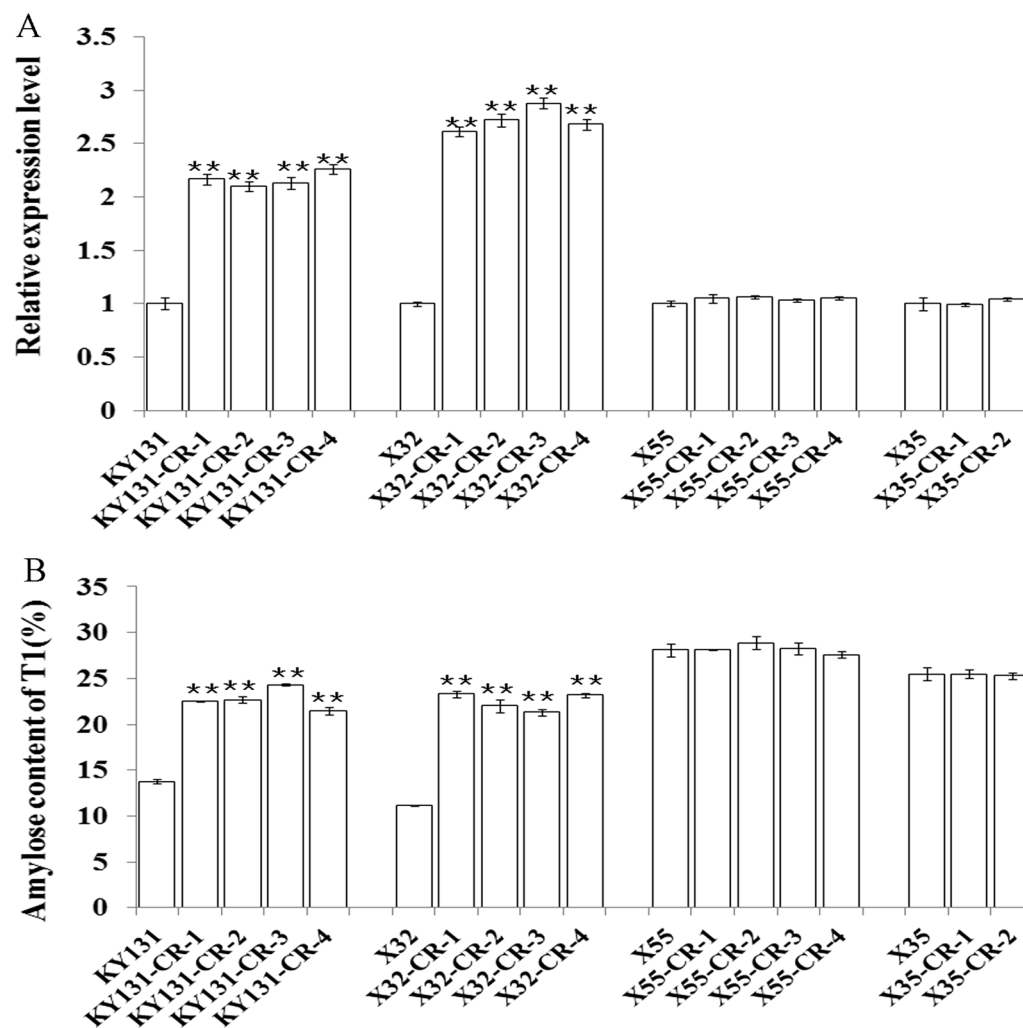 A
Relative expression level
3.5
3
2.5
2
1.5
1
0.5
0
** ** ** ** ** ** ** **
KY131 KY131-CR-1 KY131-CR-2 KY131-CR-3 KY131-CR-4 X32 X32-CR-1 X32-CR-2 X32-CR-3 X32-CR-4 X55 X55-CR-1 X55-CR-2 X55-CR-3 X55-CR-4 X35 X35-CR-1 X35-CR-2
B
Amylose content of T1(%)
35
30
25
20
15
10
5
0
** ** ** ** ** ** ** **
KY131 KY131-CR-1 KY131-CR-2 KY131-CR-3 KY131-CR-4 X32 X32-CR-1 X32-CR-2 X32-CR-3 X32-CR-4 X55 X55-CR-1 X55-CR-2 X55-CR-3 X55-CR-4 X35 X35-CR-1 X35-CR-2